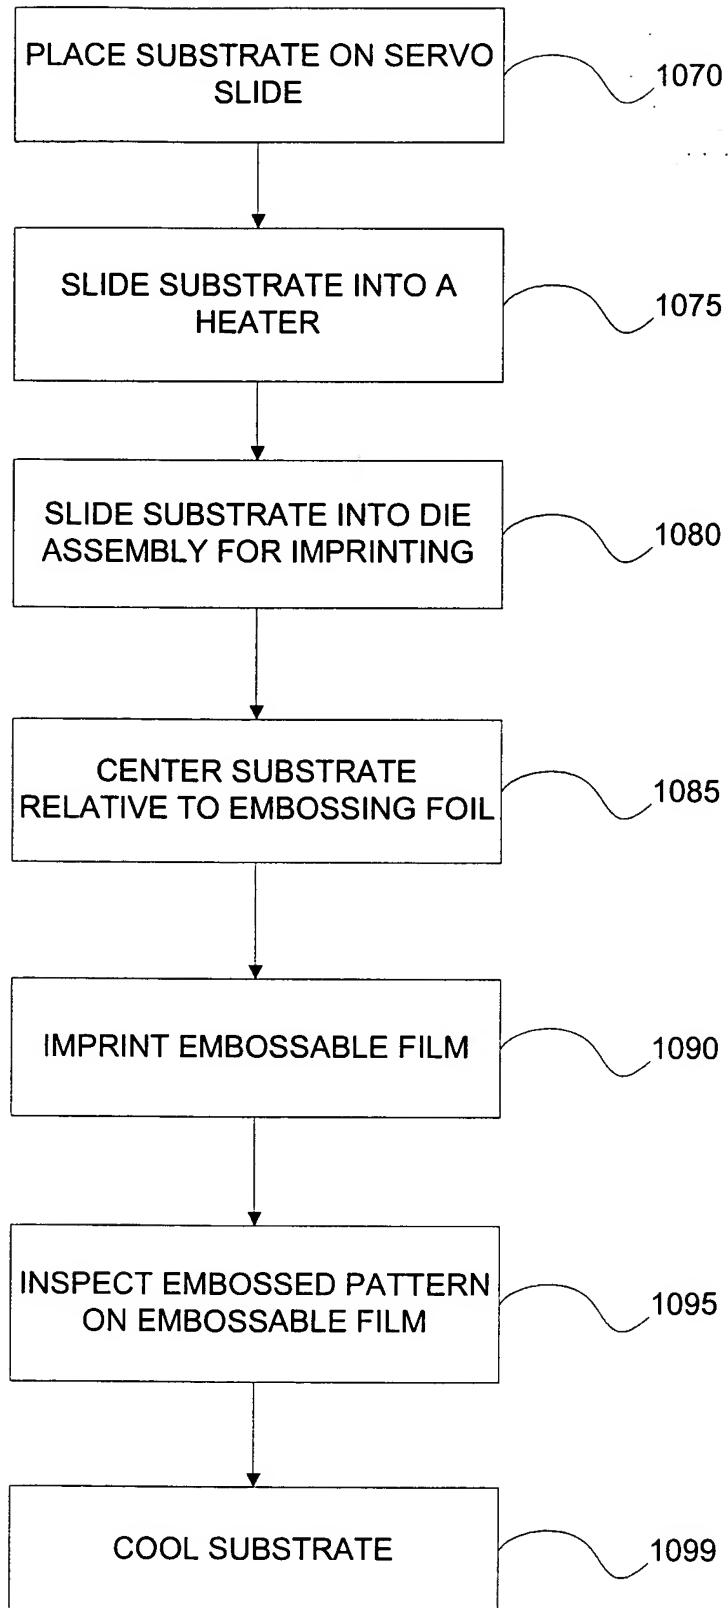 PLACE SUBSTRATE ON SERVO
SLIDE
1070
SLIDE SUBSTRATE INTO A
HEATER
1075
SLIDE SUBSTRATE INTO DIE
ASSEMBLY FOR IMPRINTING
1080
CENTER SUBSTRATE
RELATIVE TO EMBOSSING FOIL
1085
IMPRINT EMBOSSABLE FILM
1090
INSPECT EMBOSSED PATTERN
ON EMBOSSABLE FILM
1095
COOL SUBSTRATE
1099